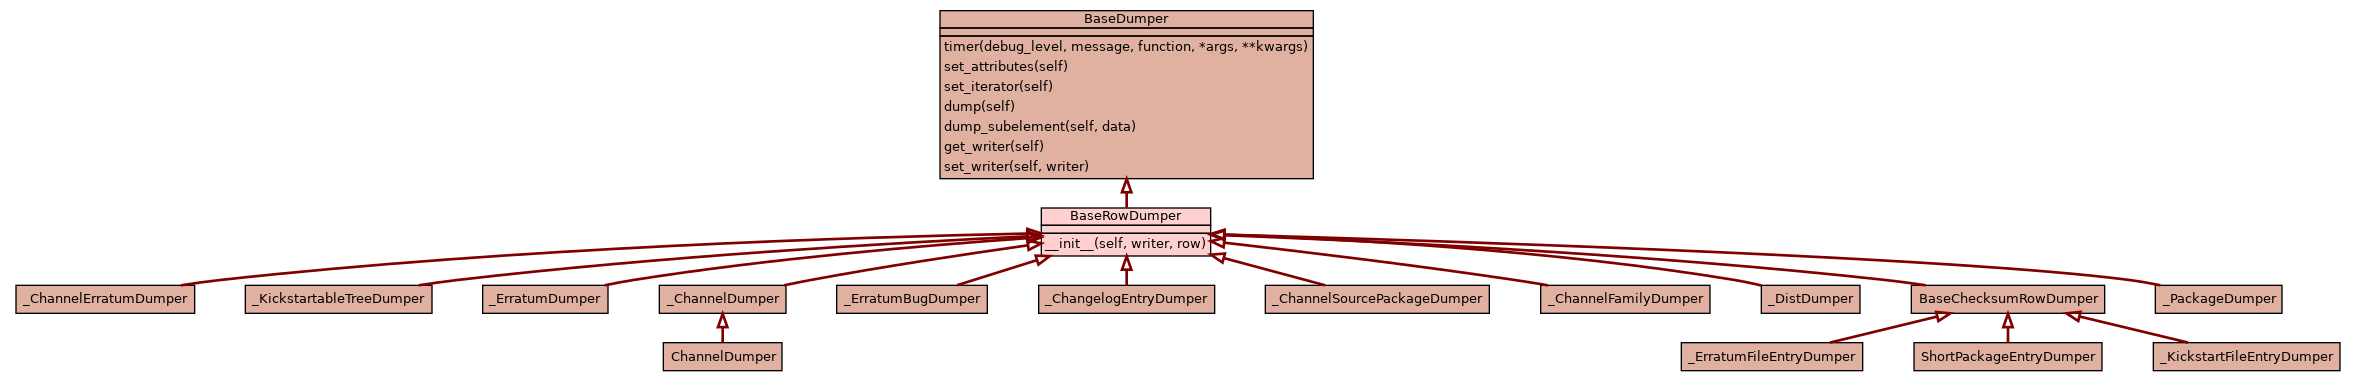 BaseDumper
timer(debug_level, message, function, *args, **kwargs)
set_attributes(self)
set_iterator(self)
dump(self)
dump_subelement(self, data)
get_writer(self)
set_writer(self, writer)
BaseRowDumper
__init__(self, writer, row)
_ChannelErratumDumper
_KickstartableTreeDumper
_ErratumDumper
_ChannelDumper
_ErratumBugDumper
_ChangelogEntryDumper
_ChannelSourcePackageDumper
_ChannelFamilyDumper
_DistDumper
BaseChecksumRowDumper
_PackageDumper
ChannelDumper
_ErratumFileEntryDumper
ShortPackageEntryDumper
_KickstartFileEntryDumper